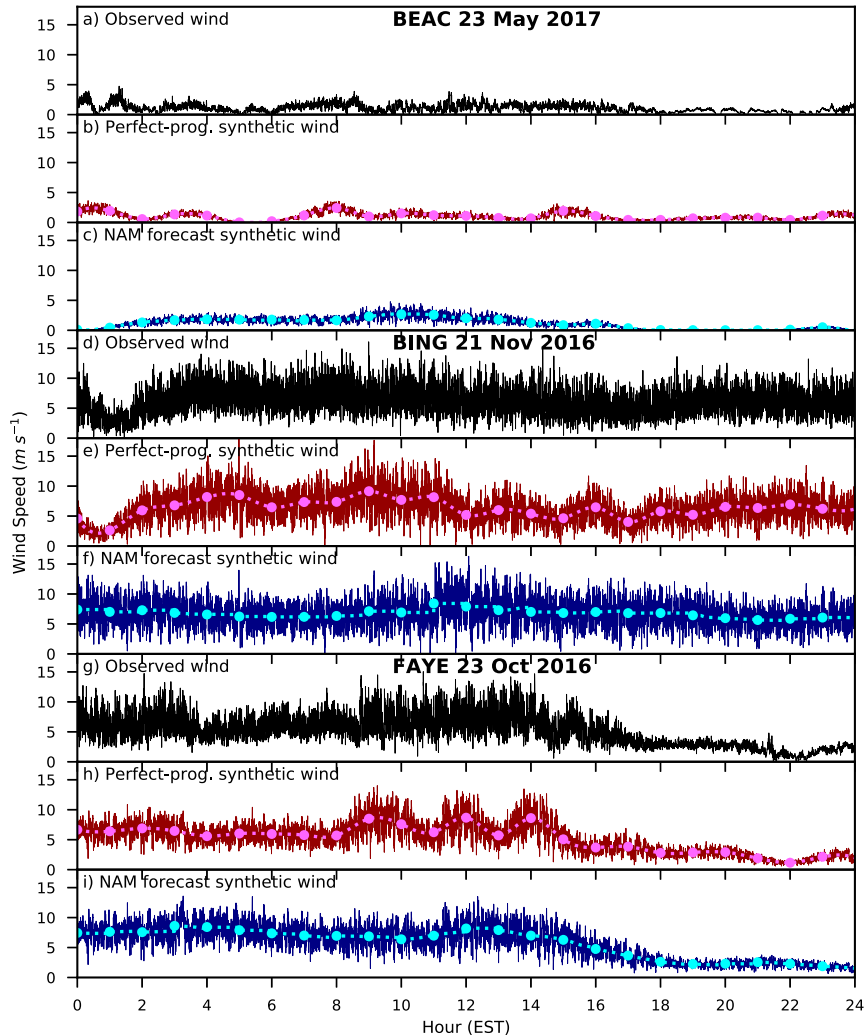 a) Observed wind
BEAC 23 May 2017
15
10
5
0
b) Perfect-prog. synthetic wind
15
10
5
0
c) NAM forecast synthetic wind
15
10
5
0
d) Observed wind
BING 21 Nov 2016
15
10
5
0
e) Perfect-prog. synthetic wind
15
10
5
0
f) NAM forecast synthetic wind
15
10
5
0
g) Observed wind
FAYE 23 Oct 2016
15
10
5
0
h) Perfect-prog. synthetic wind
15
10
5
0
i) NAM forecast synthetic wind
15
10
5
0
Wind Speed (m s⁻¹)
0 2 4 6 8 10 12 14 16 18 20 22 24
Hour (EST)